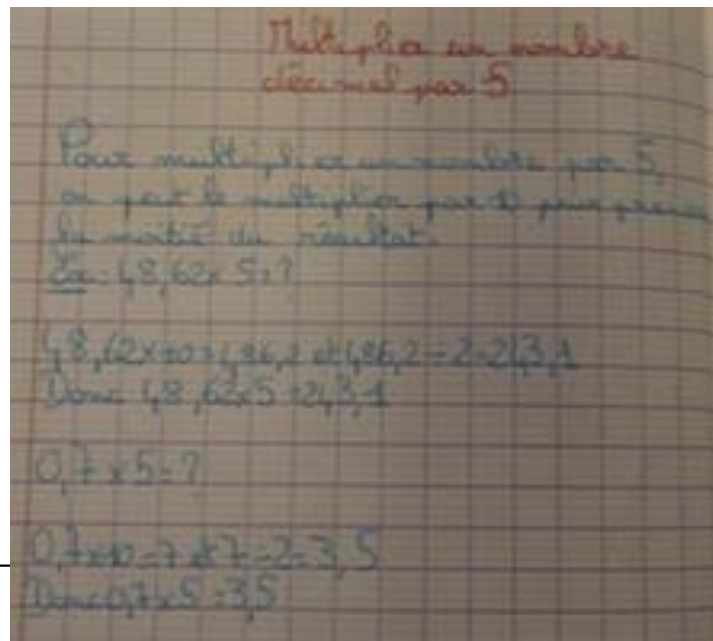 Multiplier un nombre
décimal par 5
Pour multiplier un nombre par 5,
on peut le multiplier par 10 puis prendre
la moitié du résultat.
Ex : 48,62 x 5 = ?
48,62 x 10 = 486,2 et 486,2 ÷ 2 = 243,1
Donc 48,62 x 5 = 243,1
0,7 x 5 = ?
0,7 x 10 = 7 et 7 ÷ 2 = 3,5
Donc 0,7 x 5 = 3,5